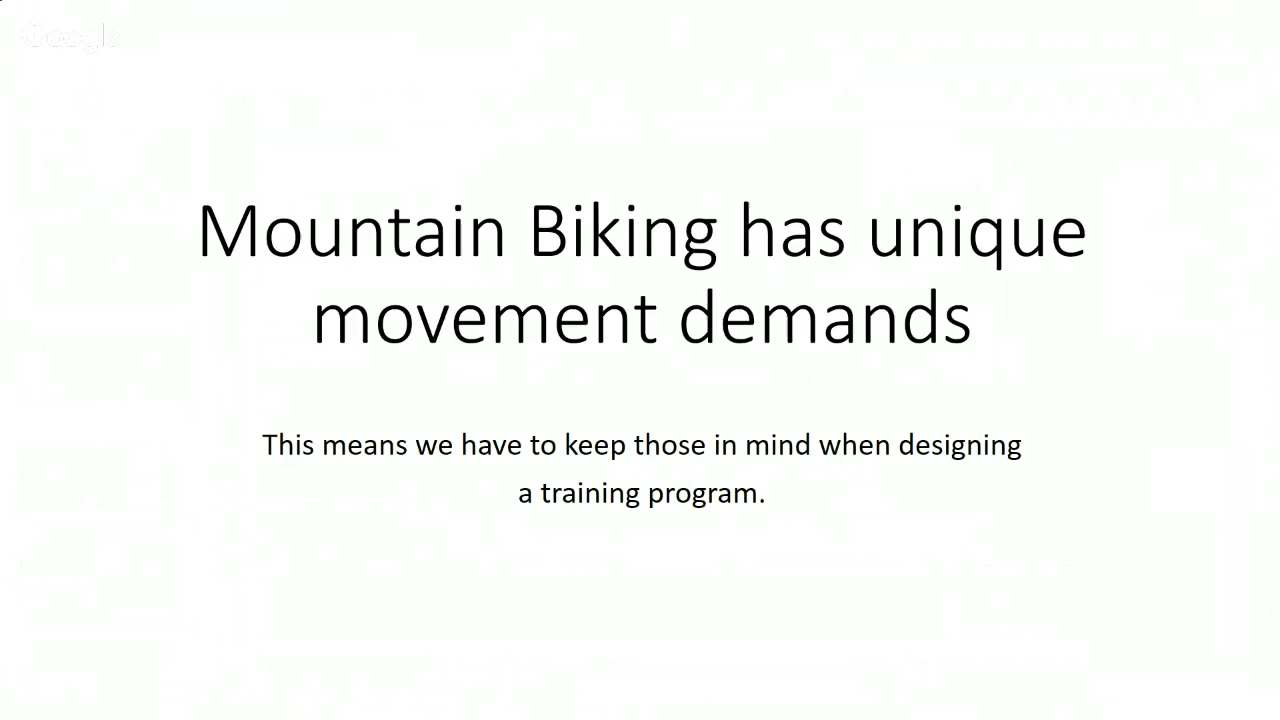 Google
Mountain Biking has unique
movement demands
This means we have to keep those in mind when designing
a training program.